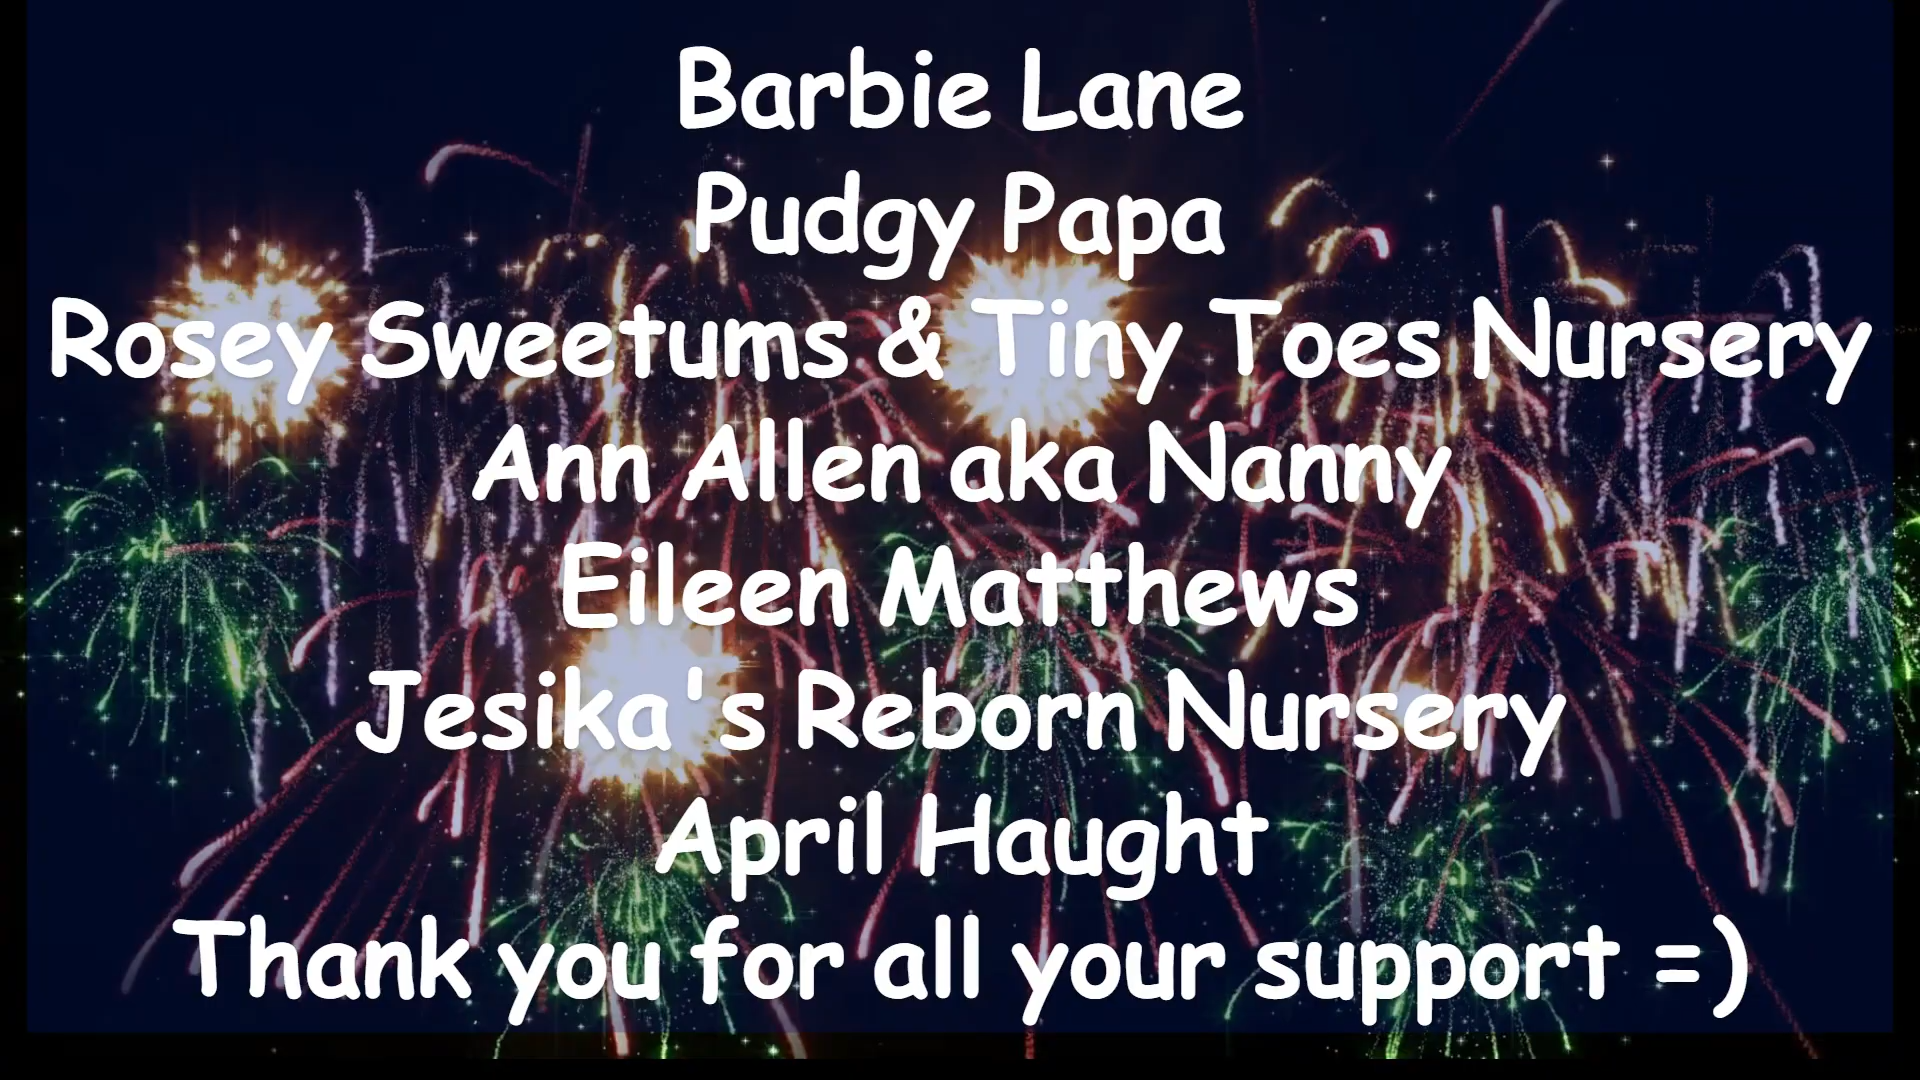 Barbie Lane
Pudgy Papa
Rosey Sweetums & Tiny Toes Nursery
Ann Allen aka Nanny
Eileen Matthews
Jesika's Reborn Nursery
April Haught
Thank you for all your support =)